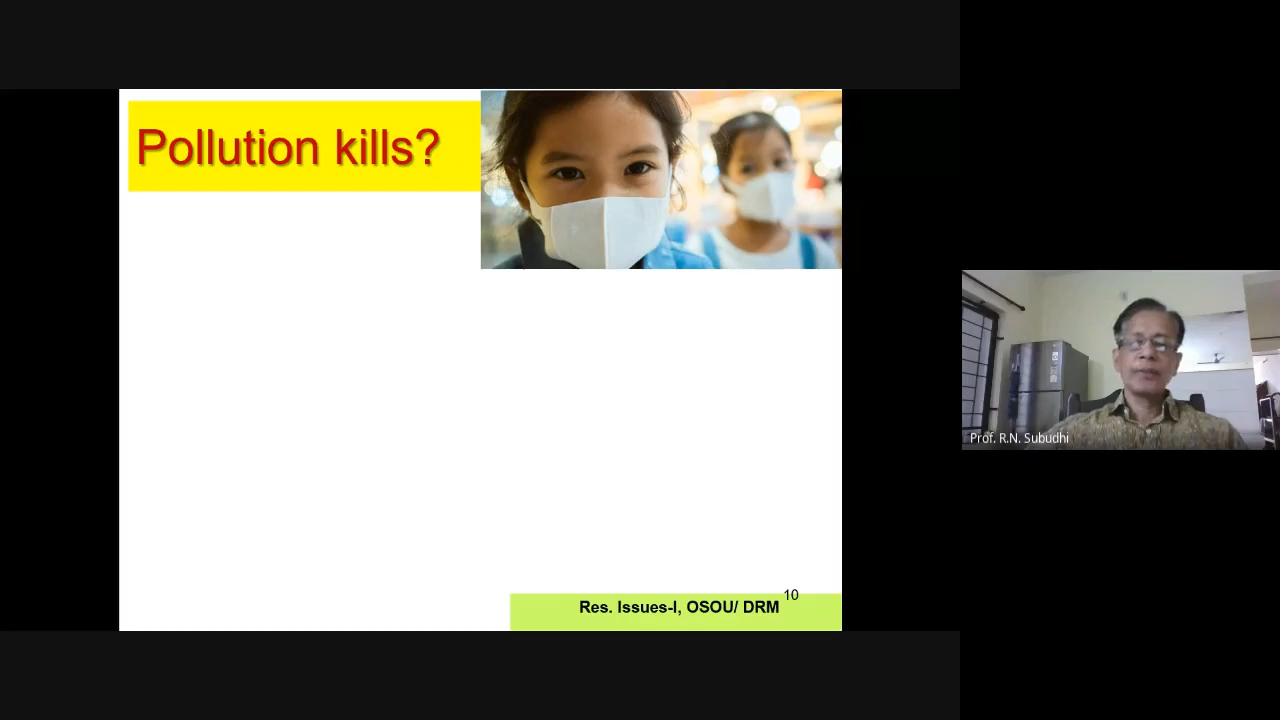 Pollution kills?
10
Res. Issues-I, OSOU/ DRM
Prof. R.N. Subudhi